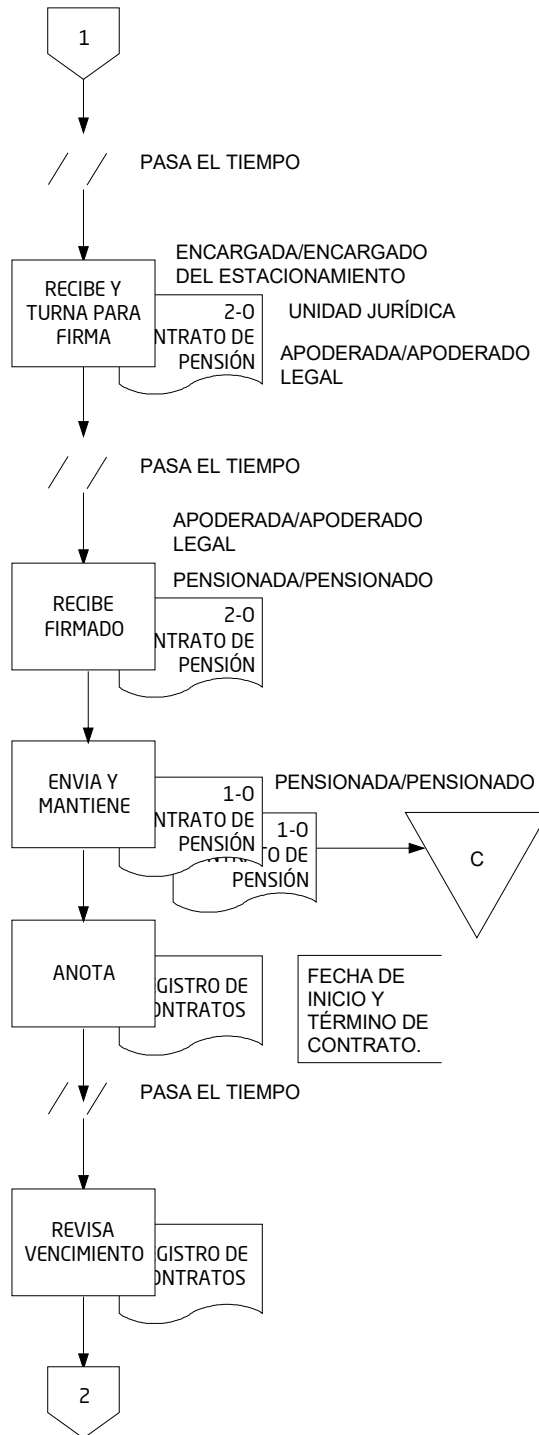 1
PASA EL TIEMPO
ENCARGADA/ENCARGADO
DEL ESTACIONAMIENTO
RECIBE Y
TURNA PARA
FIRMA
2-0
NTRATO DE
PENSIÓN
UNIDAD JURÍDICA
APODERADA/APODERADO
LEGAL
PASA EL TIEMPO
APODERADA/APODERADO
LEGAL
PENSIONADA/PENSIONADO
RECIBE
FIRMADO
2-0
NTRATO DE
PENSIÓN
ENVIA Y
MANTIENE
1-0
NTRATO DE
PENSIÓN
PENSIONADA/PENSIONADO
1-0
TO DE
PENSIÓN
C
ANOTA
GISTRO DE
ONTRATOS
FECHA DE
INICIO Y
TÉRMINO DE
CONTRATO.
PASA EL TIEMPO
REVISA
VENCIMIENTO
GISTRO DE
ONTRATOS
2